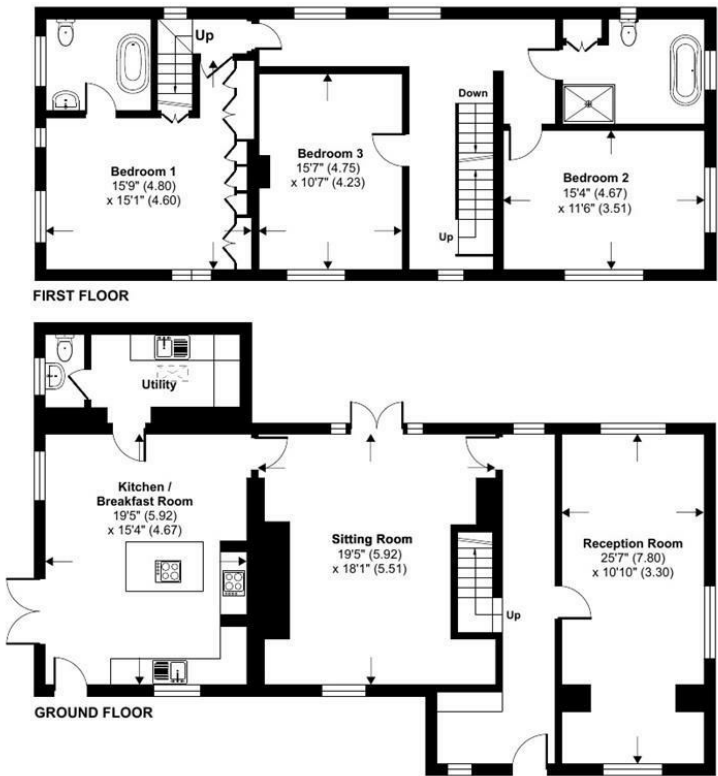 Up
Down
Bedroom 1
15'9" (4.80)
x 15'1" (4.60)
Bedroom 3
15'7" (4.75)
x 10'7" (4.23)
Bedroom 2
15'4" (4.67)
x 11'6" (3.51)
Up
FIRST FLOOR
Utility
Kitchen /
Breakfast Room
19'5" (5.92)
x 15'4" (4.67)
Sitting Room
19'5" (5.92)
x 18'1" (5.51)
Reception Room
25'7" (7.80)
x 10'10" (3.30)
Up
GROUND FLOOR